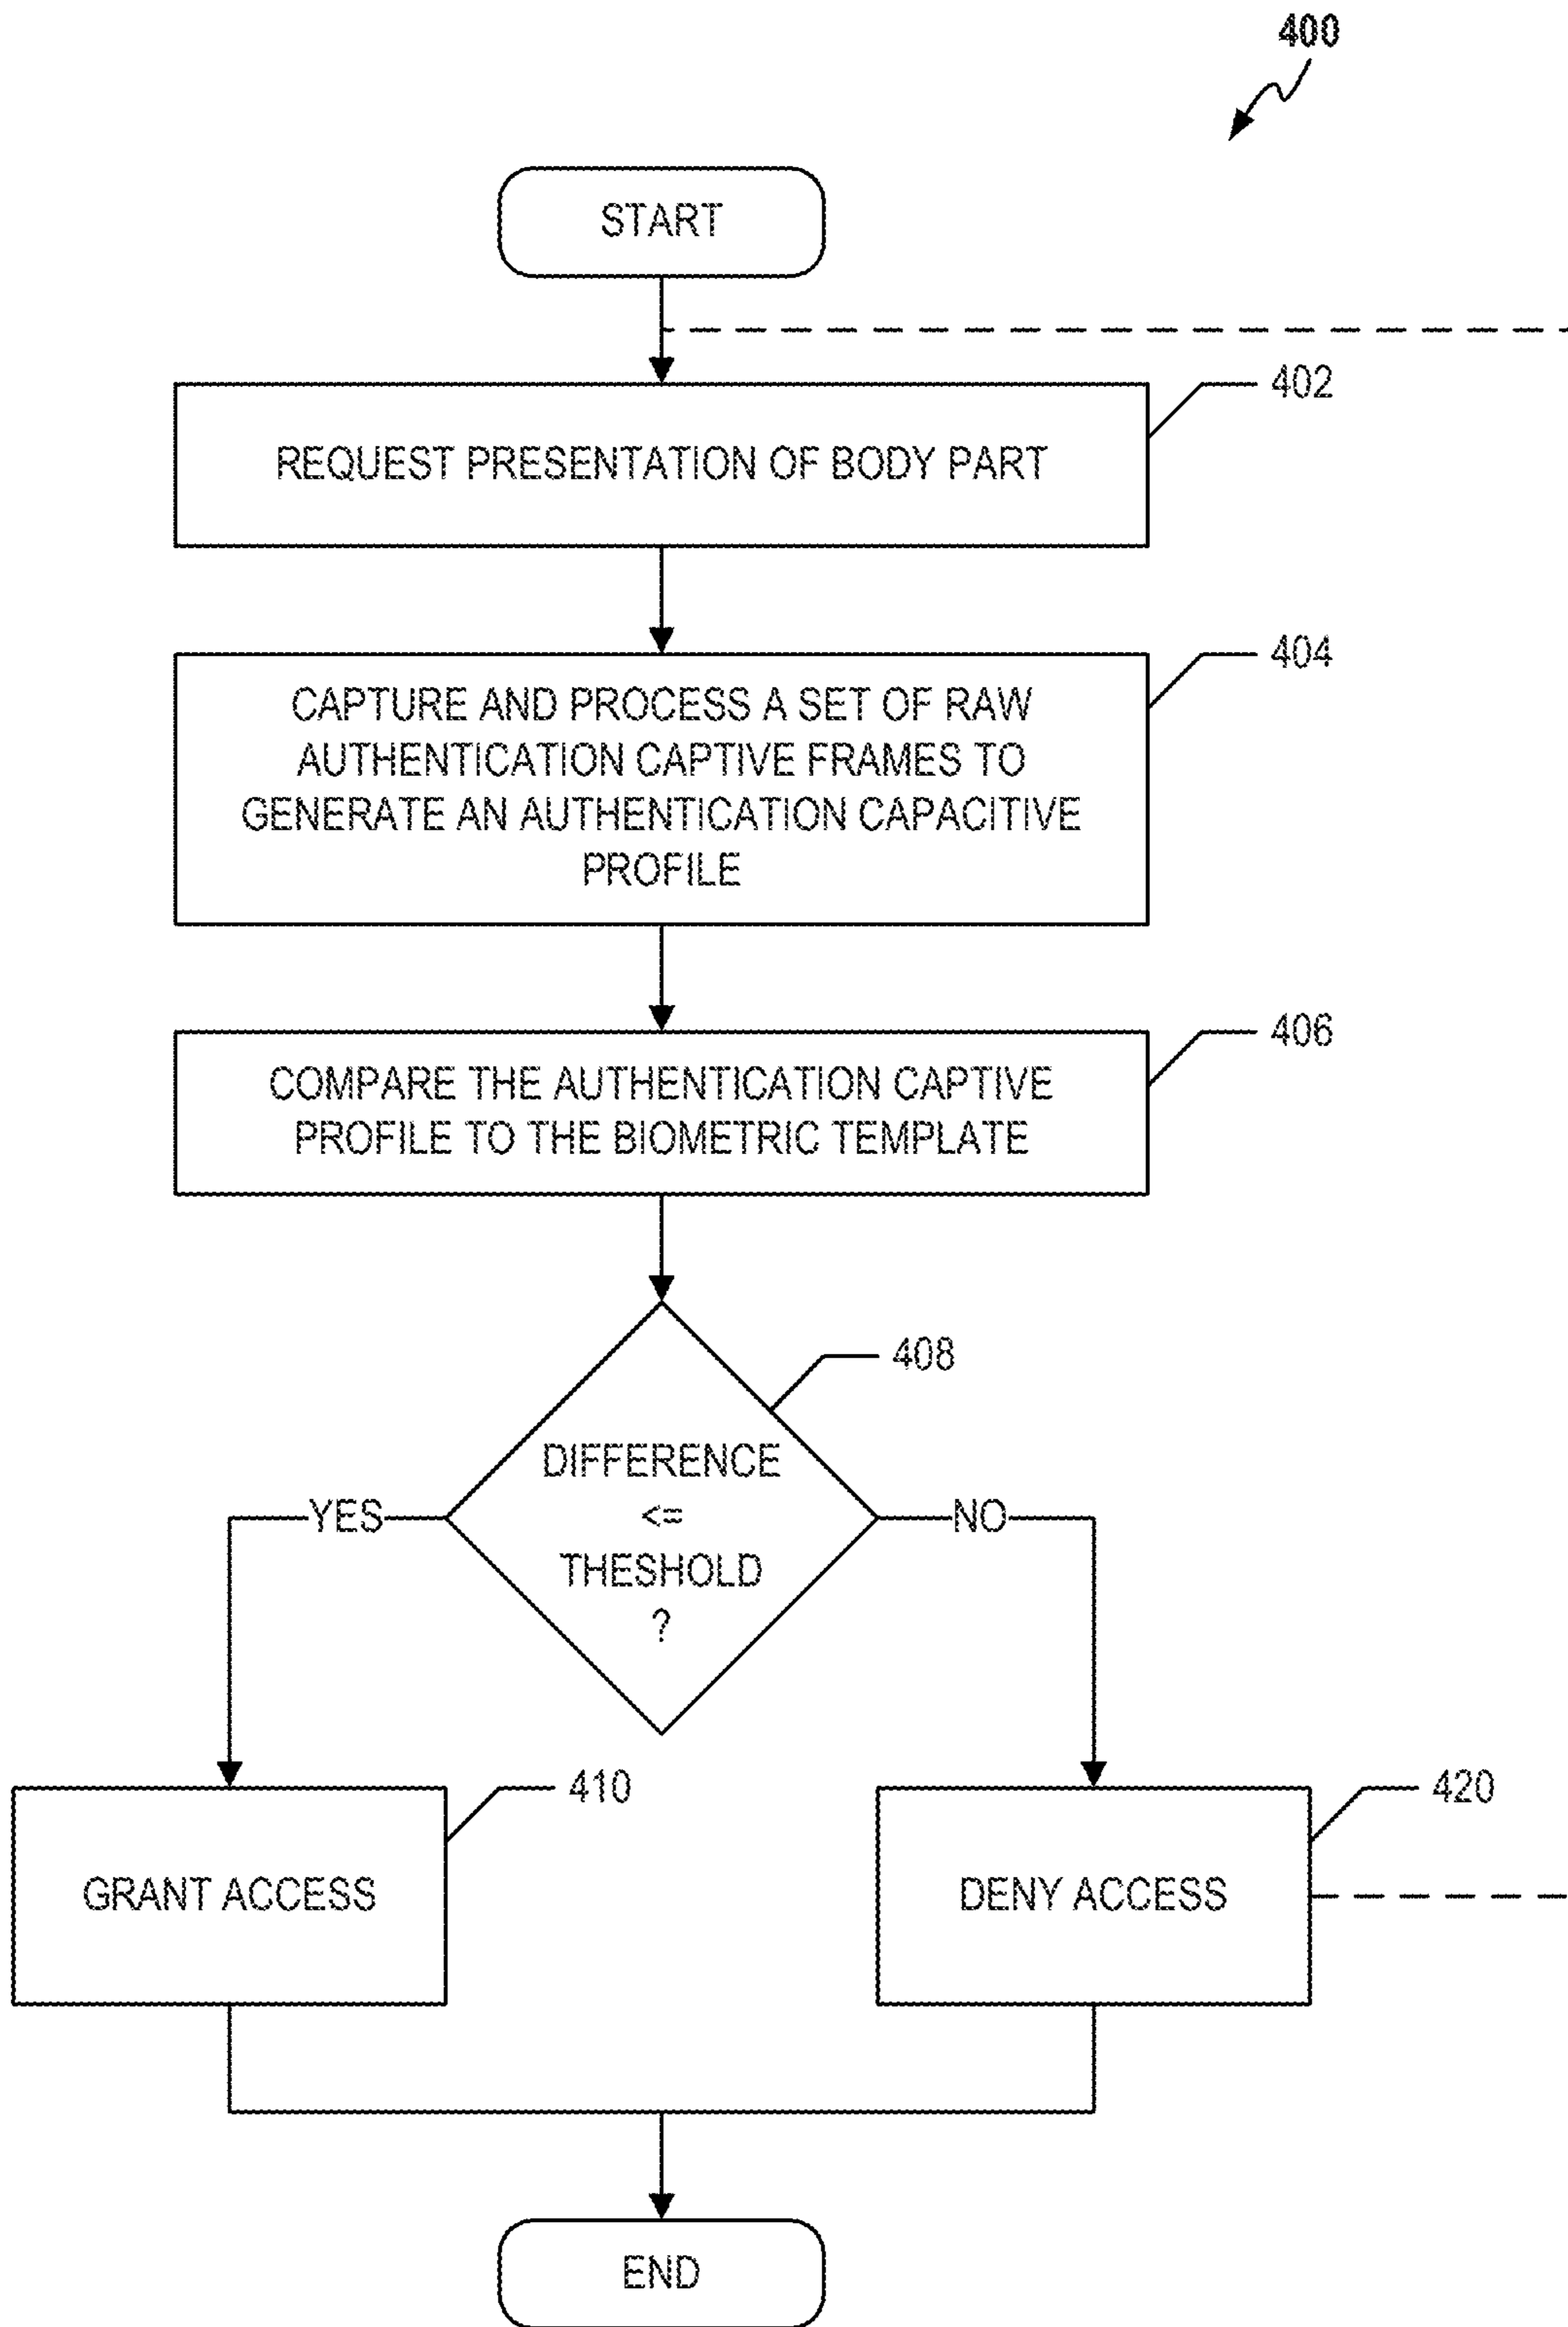 400
START
402
REQUEST PRESENTATION OF BODY PART
404
CAPTURE AND PROCESS A SET OF RAW
AUTHENTICATION CAPTIVE FRAMES TO
GENERATE AN AUTHENTICATION CAPACITIVE
PROFILE
406
COMPARE THE AUTHENTICATION CAPTIVE
PROFILE TO THE BIOMETRIC TEMPLATE
408
DIFFERENCE
<=
THESHOLD
?
YES
NO
410
GRANT ACCESS
420
DENY ACCESS
END